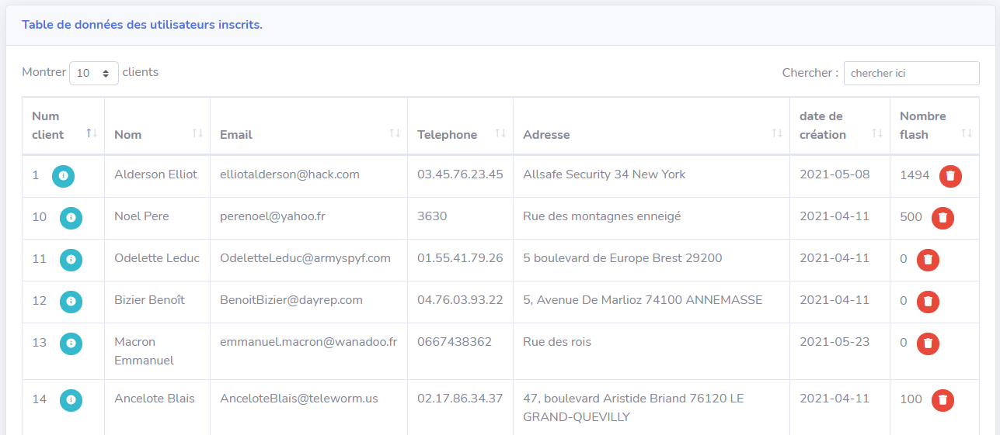 Table de données des utilisateurs inscrits.
Montrer 10 clients
Chercher : chercher ici
Num client Nom Email Telephone Adresse date de création Nombre flash
1 Alderson Elliot elliotalderson@hack.com 03.45.76.23.45 Allsafe Security 34 New York 2021-05-08 1494
10 Noel Pere perenoel@yahoo.fr 3630 Rue des montagnes enneigé 2021-04-11 500
11 Odelette Leduc OdeletteLeduc@armyspyf.com 01.55.41.79.26 5 boulevard de Europe Brest 29200 2021-04-11 0
12 Bizier Benoît BenoitBizier@dayrep.com 04.76.03.93.22 5, Avenue De Marlioz 74100 ANNEMASSE 2021-04-11 0
13 Macron Emmanuel emmanuel.macron@wanadoo.fr 0667438362 Rue des rois 2021-05-23 0
14 Ancelote Blais AnceloteBlais@teleworm.us 02.17.86.34.37 47, boulevard Aristide Briand 76120 LE GRAND-QUEVILLY 2021-04-11 100